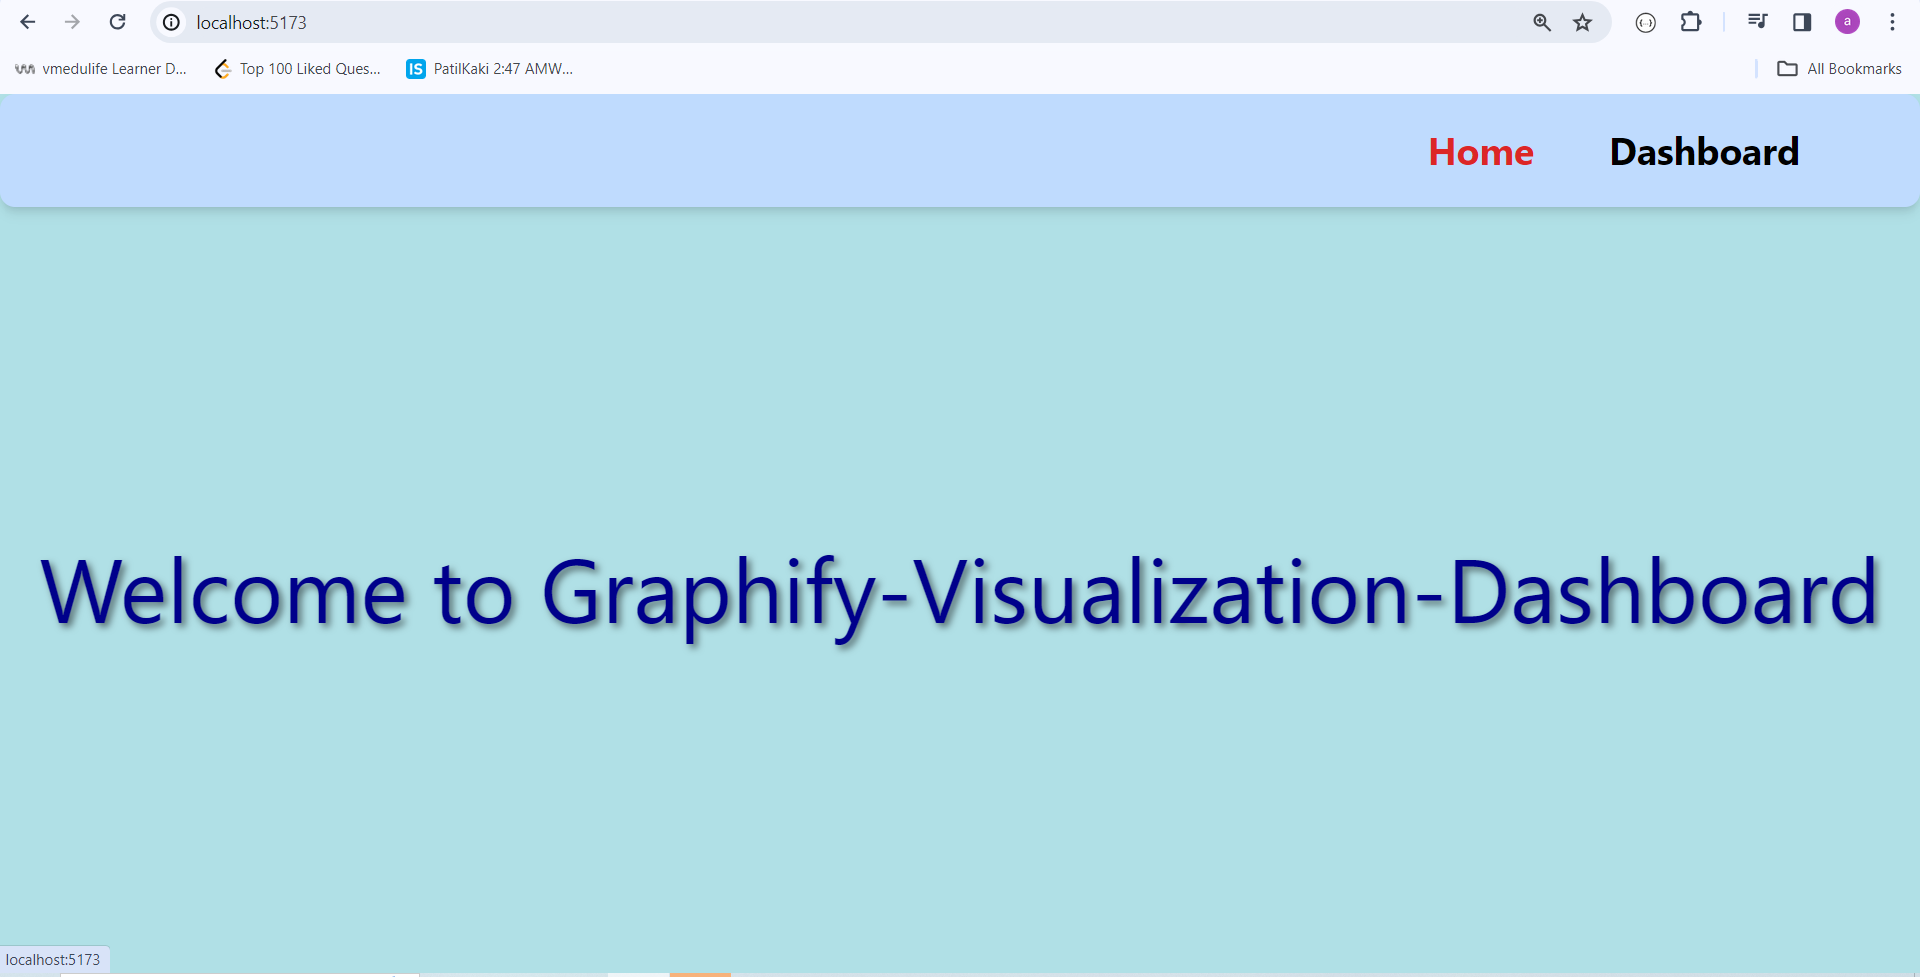 localhost:5173
a
vmedulife Learner D...
Top 100 Liked Ques...
IS PatilKaki 2:47 AMW...
All Bookmarks
Home Dashboard
Welcome to Graphify-Visualization-Dashboard
localhost:5173